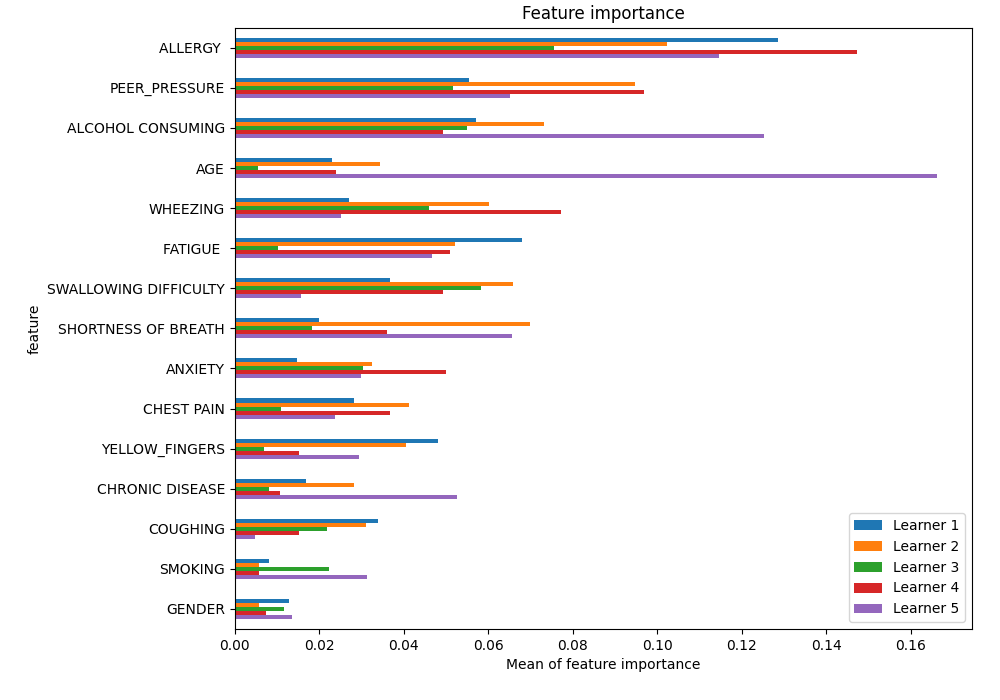 Feature importance
ALLERGY
PEER_PRESSURE
ALCOHOL CONSUMING
AGE
WHEEZING
FATIGUE
SWALLOWING DIFFICULTY
SHORTNESS OF BREATH
ANXIETY
CHEST PAIN
YELLOW_FINGERS
CHRONIC DISEASE
COUGHING
SMOKING
GENDER
feature
Learner 1
Learner 2
Learner 3
Learner 4
Learner 5
0.00 0.02 0.04 0.06 0.08 0.10 0.12 0.14 0.16
Mean of feature importance